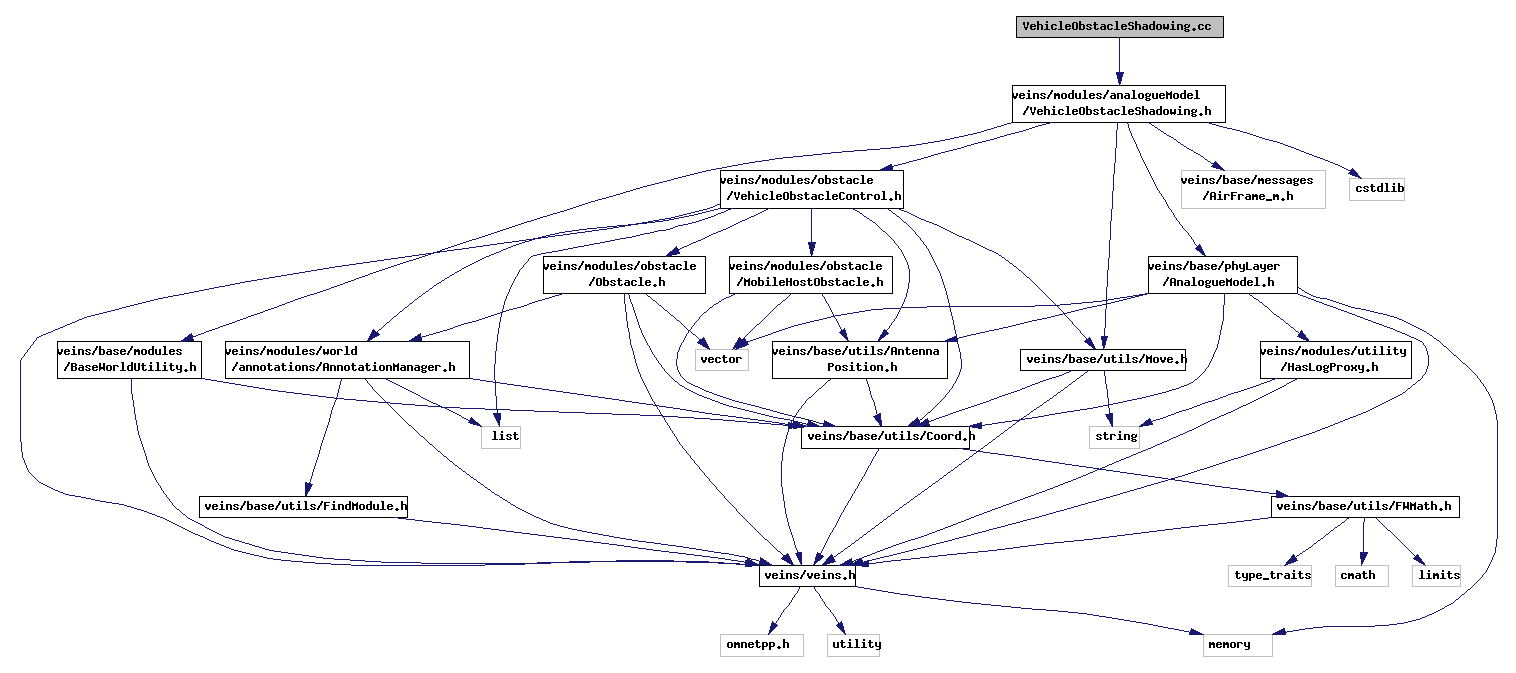 VehicleObstacleShadowing.cc
veins/modules/analogueModel
/VehicleObstacleShadowing.h
veins/modules/obstacle
/VehicleObstacleControl.h
veins/base/messages
/AirFrame_m.h
cstdlib
veins/modules/obstacle
/Obstacle.h
veins/modules/obstacle
/MobileHostObstacle.h
veins/base/phyLayer
/AnalogueModel.h
veins/base/modules
/BaseWorldUtility.h
veins/modules/world
/annotations/AnnotationManager.h
vector
veins/base/utils/Antenna
Position.h
veins/base/utils/Move.h
veins/modules/utility
/HasLogProxy.h
list
veins/base/utils/Coord.h
string
veins/base/utils/FindModule.h
veins/base/utils/FWMath.h
veins/veins.h
type_traits
cmath
limits
omnetpp.h
utility
memory